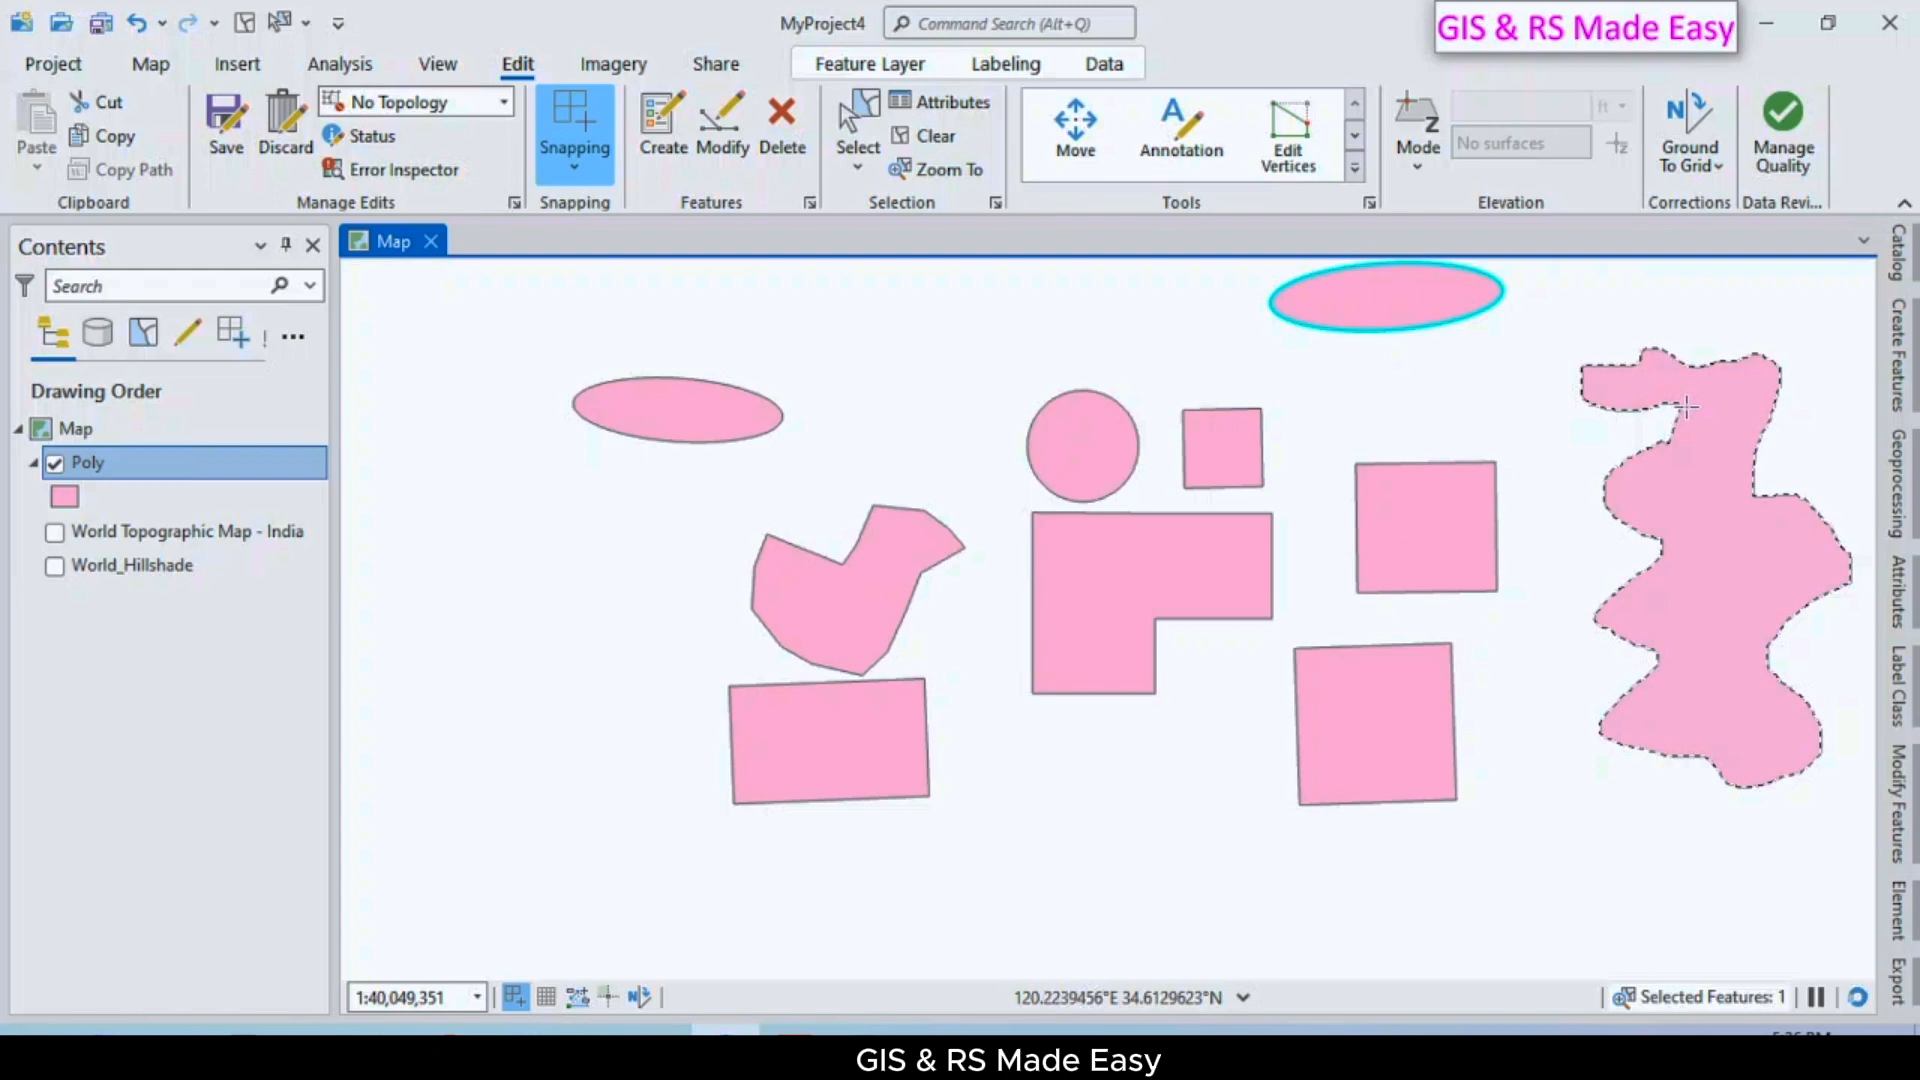 MyProject4
Command Search (Alt+Q)
GIS & RS Made Easy
Project
Map
Insert
Analysis
View
Edit
Imagery
Share
Feature Layer
Labeling
Data
Paste
Cut
Copy
Copy Path
Clipboard
Save
Discard
No Topology
Status
Error Inspector
Manage Edits
Snapping
Snapping
Create
Modify
Delete
Features
Select
Attributes
Clear
Zoom To
Selection
Move
Annotation
Edit
Vertices
Tools
Mode
ft
No surfaces
Elevation
Ground
To Grid
Corrections
Manage
Quality
Data Revi...
Contents
Search
Drawing Order
Map
Poly
World Topographic Map - India
World_Hillshade
Map
Catalog
Create Features
Geoprocessing
Attributes
Label Class
Modify Features
Element
Export
1:40,049,351
120.2239456°E 34.6129623°N
Selected Features: 1
GIS & RS Made Easy